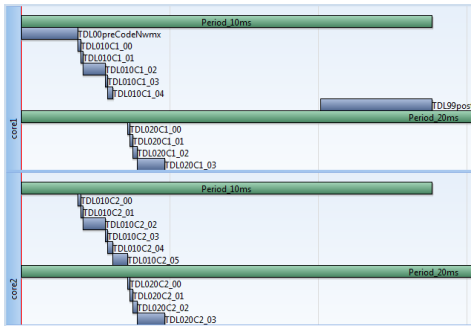 Period_10ms
TDL00preCodeNwmx
TDL010C1_00
TDL010C1_01
TDL010C1_02
TDL010C1_03
TDL010C1_04
TDL99pos
core1
Period_20ms
TDL020C1_00
TDL020C1_01
TDL020C1_02
TDL020C1_03
Period_10ms
TDL010C2_00
TDL010C2_01
TDL010C2_02
TDL010C2_03
TDL010C2_04
TDL010C2_05
core2
Period_20ms
TDL020C2_00
TDL020C2_01
TDL020C2_02
TDL020C2_03